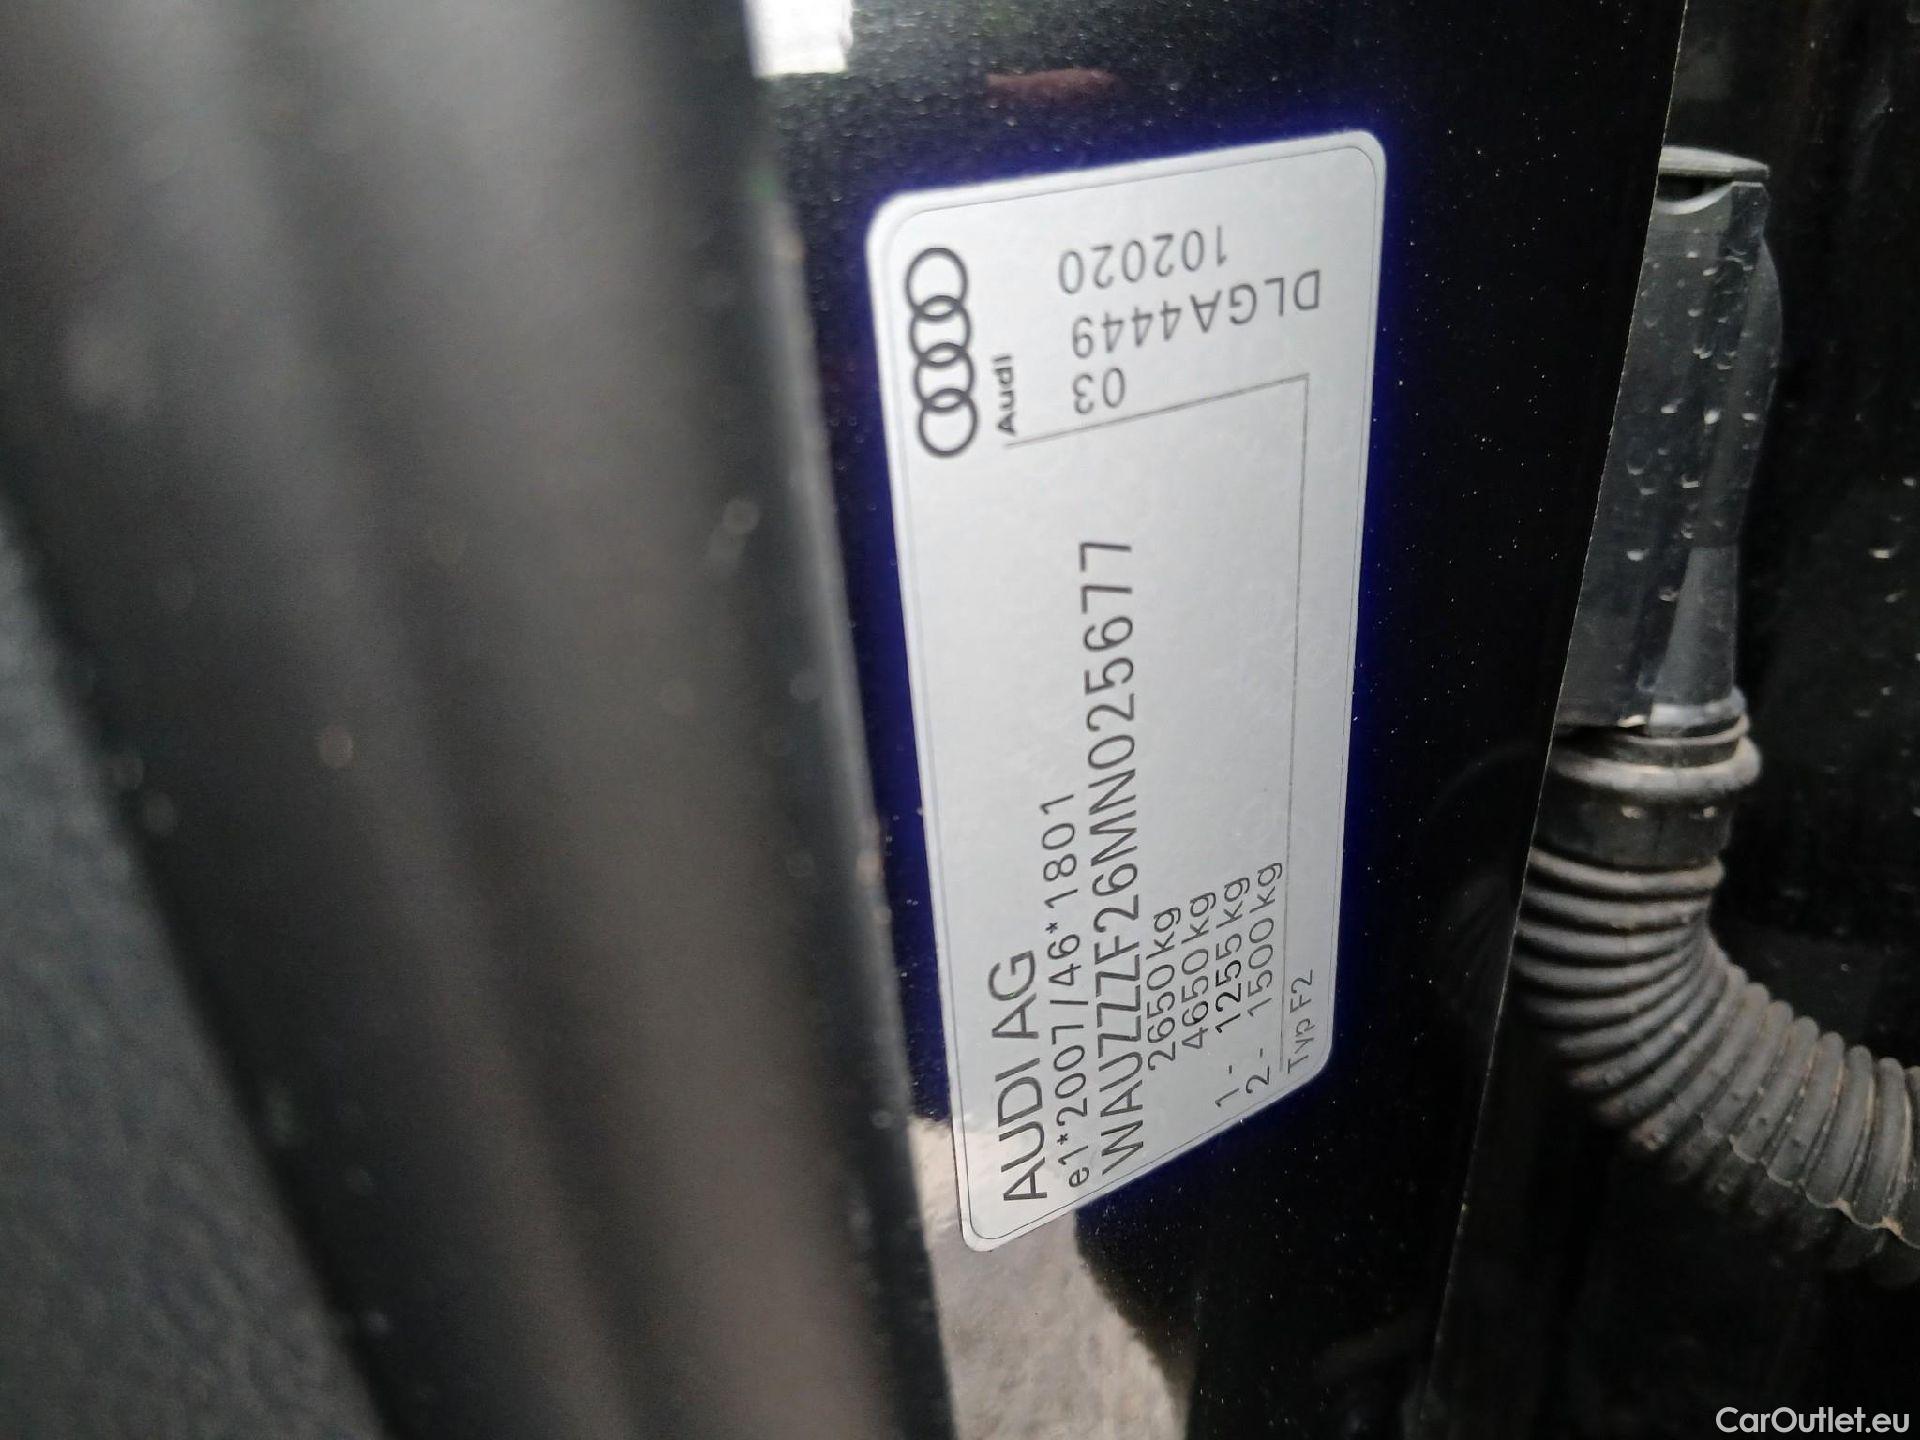 AUDI AG
e1*2007/46*1801
WAUZZZF26MN025677
2650kg
4650kg
1- 1255kg
2- 1500kg
Typ F2
Audi
03
DLGA4449
102020
CarOutlet.eu